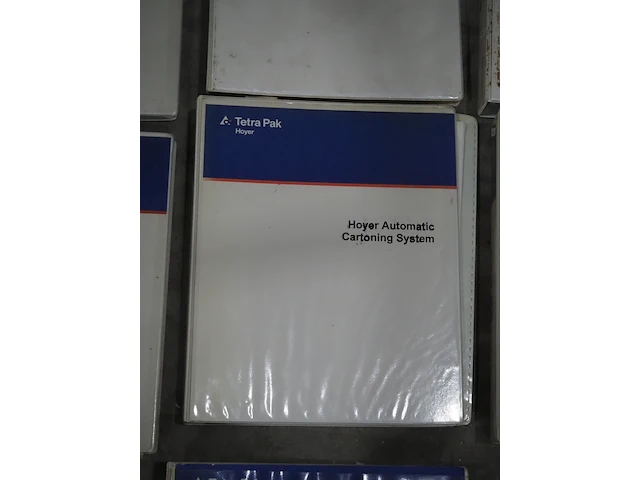 Tetra Pak
Hoyer
Hoyer Automatic
Cartoning System